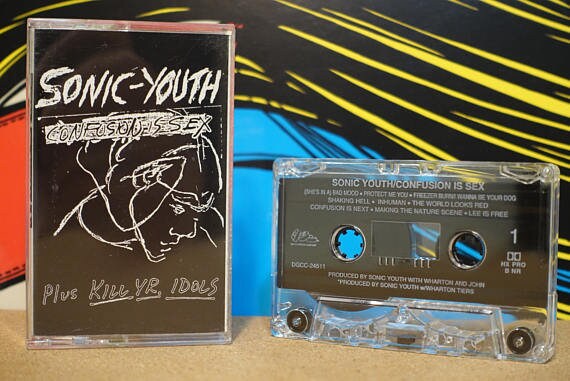 SONIC-YOUTH
CONFUSION IS SEX
Plus KILL YR. IDOLS
SONIC YOUTH/CONFUSION IS SEX
(SHE'S IN A) BAD MOOD • PROTECT ME YOU • FREEZER BURN/I WANNA BE YOUR DOG
SHAKING HELL • INHUMAN • THE WORLD LOOKS RED
CONFUSION IS NEXT • MAKING THE NATURE SCENE • LEE IS FREE
DGCC-24511
1
HX PRO
B NR
PRODUCED BY SONIC YOUTH WITH WHARTON AND JOHN
*PRODUCED BY SONIC YOUTH w/WHARTON TIERS